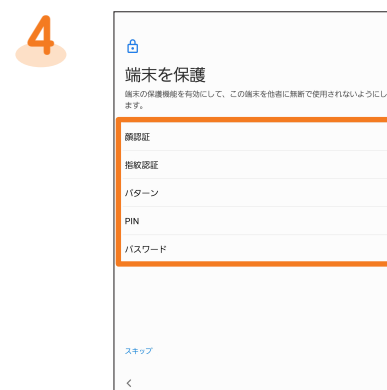 4
端末を保護
端末の保護機能を有効にして、この端末を他者に無断で使用されないようにし
ます。
顔認証
指紋認証
パターン
PIN
パスワード
スキップ